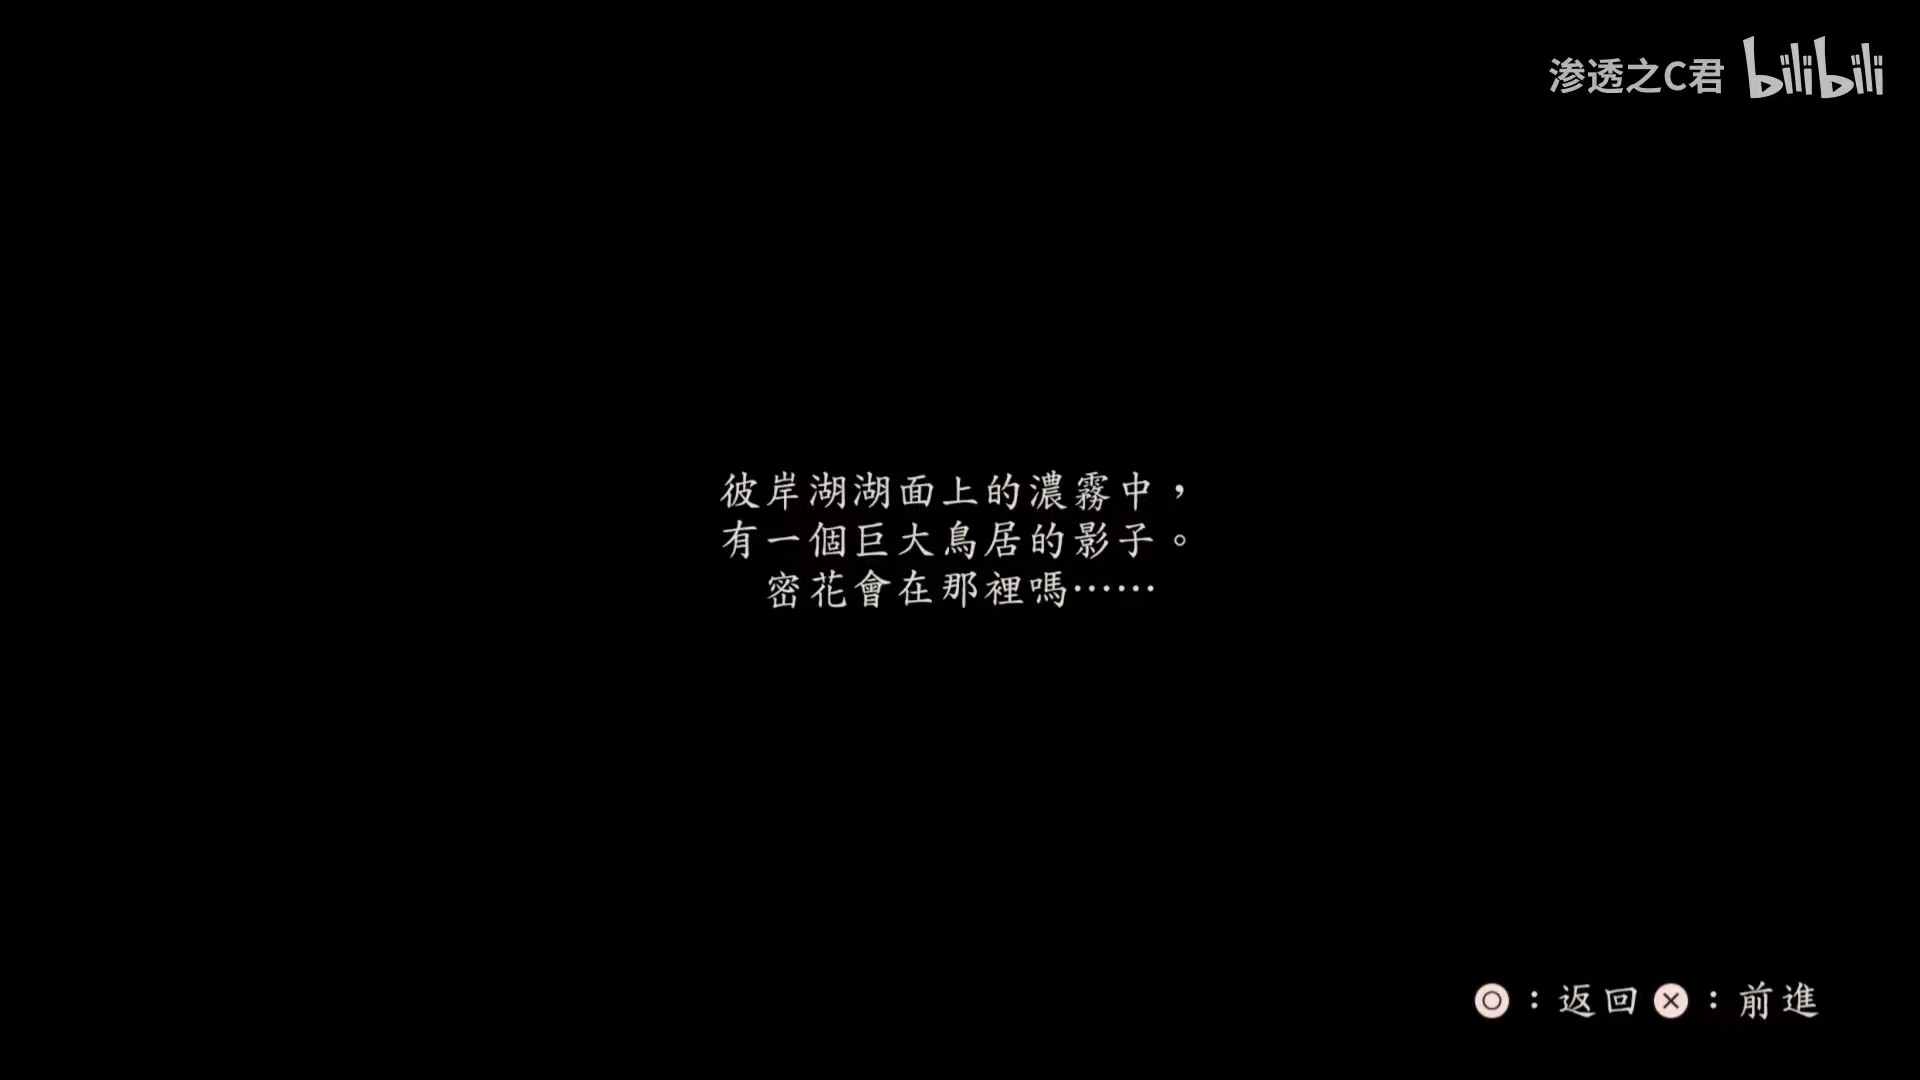 渗透之C君 bilibili
彼岸湖湖面上的濃霧中，
有一個巨大鳥居的影子。
密花會在那裡嗎……
○：返回 ×：前進